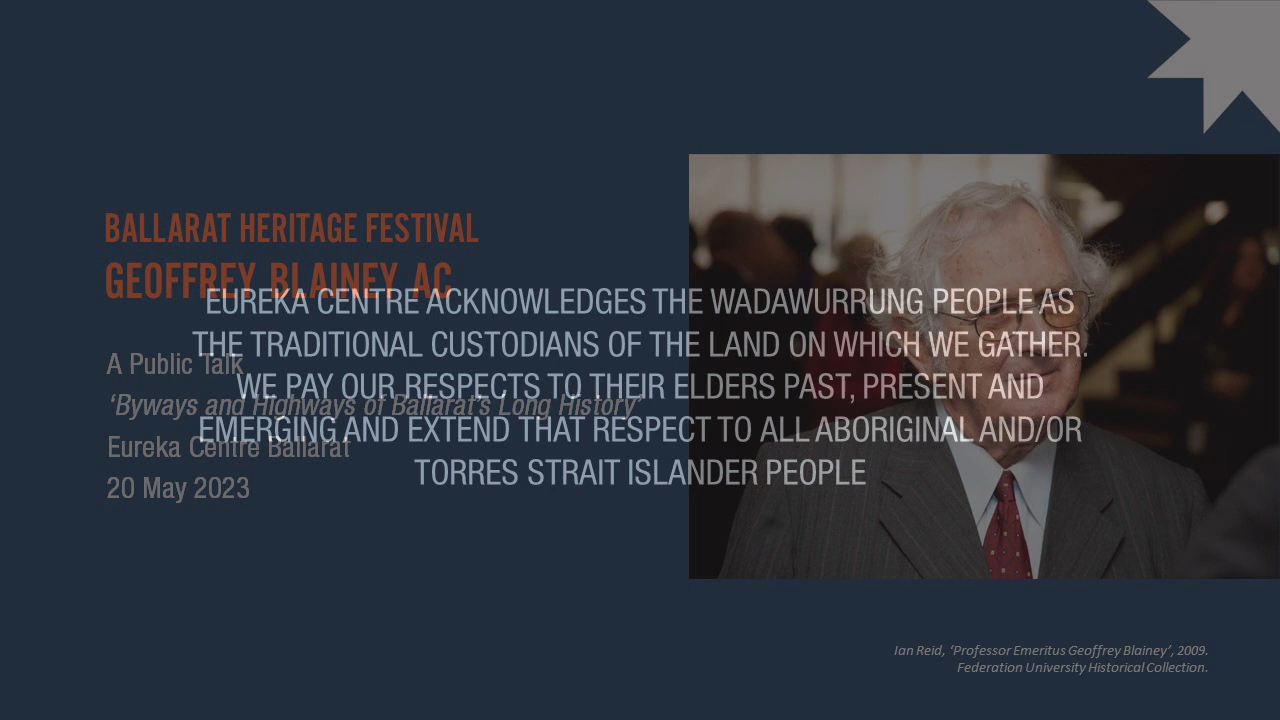 BALLARAT HERITAGE FESTIVAL
GEOFFREY BLAINEY AC
EUREKA CENTRE ACKNOWLEDGES THE WADAWURRUNG PEOPLE AS
THE TRADITIONAL CUSTODIANS OF THE LAND ON WHICH WE GATHER.
WE PAY OUR RESPECTS TO THEIR ELDERS PAST, PRESENT AND
EMERGING AND EXTEND THAT RESPECT TO ALL ABORIGINAL AND/OR
TORRES STRAIT ISLANDER PEOPLE
A Public Talk
‘Byways and Highways of Ballarat’s Long History’
Eureka Centre Ballarat
20 May 2023
Ian Reid, ‘Professor Emeritus Geoffrey Blainey’, 2009.
Federation University Historical Collection.